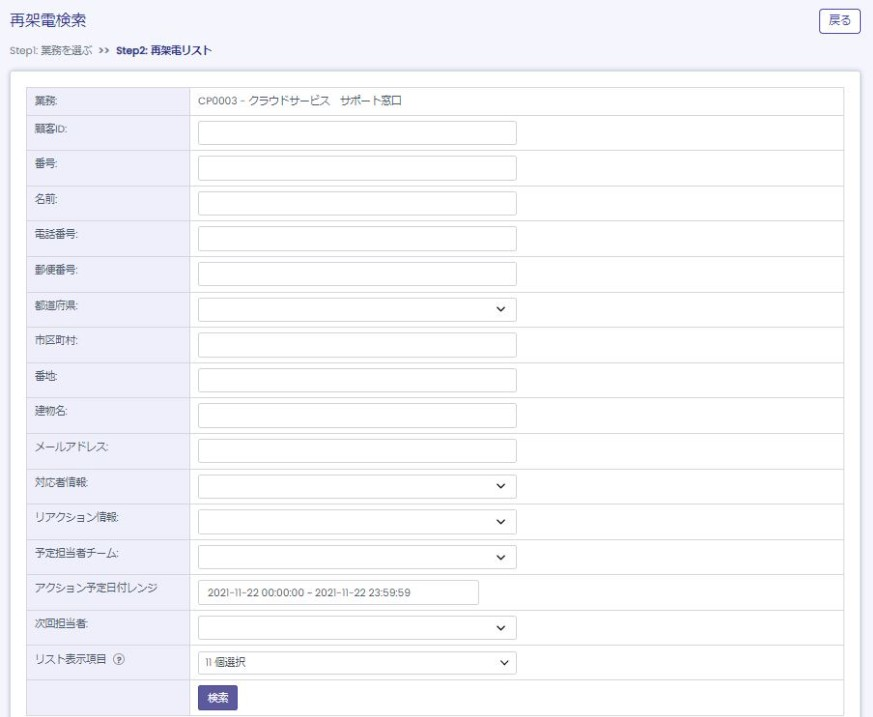 再架電検索
戻る
Step1: 業務を選ぶ >> Step2: 再架電リスト
業務: CP0003 - クラウドサービス　サポート窓口
顧客ID:
番号:
名前:
電話番号:
郵便番号:
都道府県:
市区町村:
番地:
建物名:
メールアドレス:
対応者情報:
リアクション情報:
予定担当者チーム:
アクション予定日付レンジ 2021-11-22 00:00:00 - 2021-11-22 23:59:59
次回担当者:
リスト表示項目 ? 11 個選択
検索